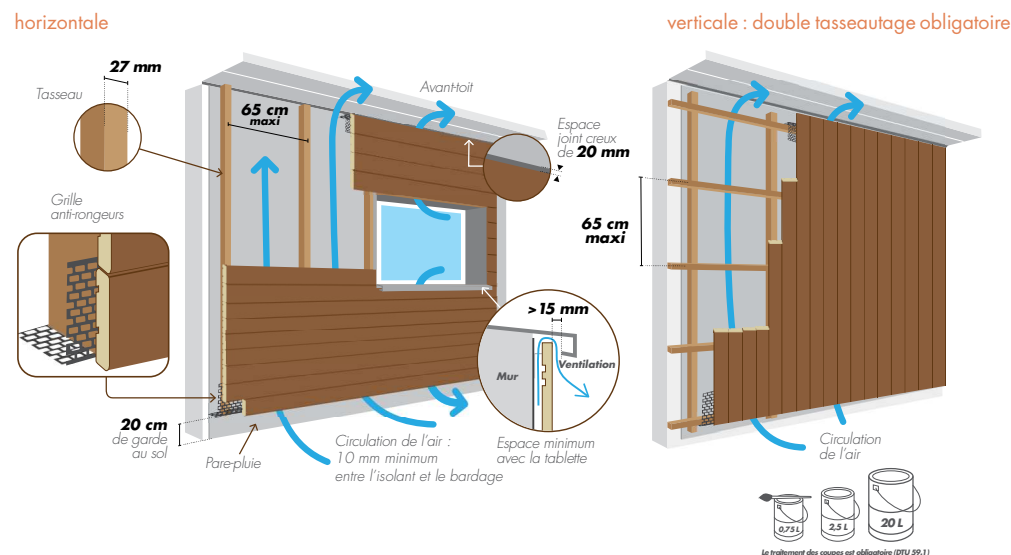 horizontale
verticale : double tasseautage obligatoire
27 mm
Tasseau
65 cm
maxi
Avant-toit
Espace
joint creux
de 20 mm
Grille
anti-rongeurs
65 cm
maxi
>15 mm
Ventilation
Mur
20 cm
de garde
au sol
Pare-pluie
Circulation de l'air :
10 mm minimum
entre l'isolant et le bardage
Espace minimum
avec la tablette
Circulation
de l'air
0,75 L
2,5 L
20 L
Le traitement des coupes est obligatoire (DTU 59.1)